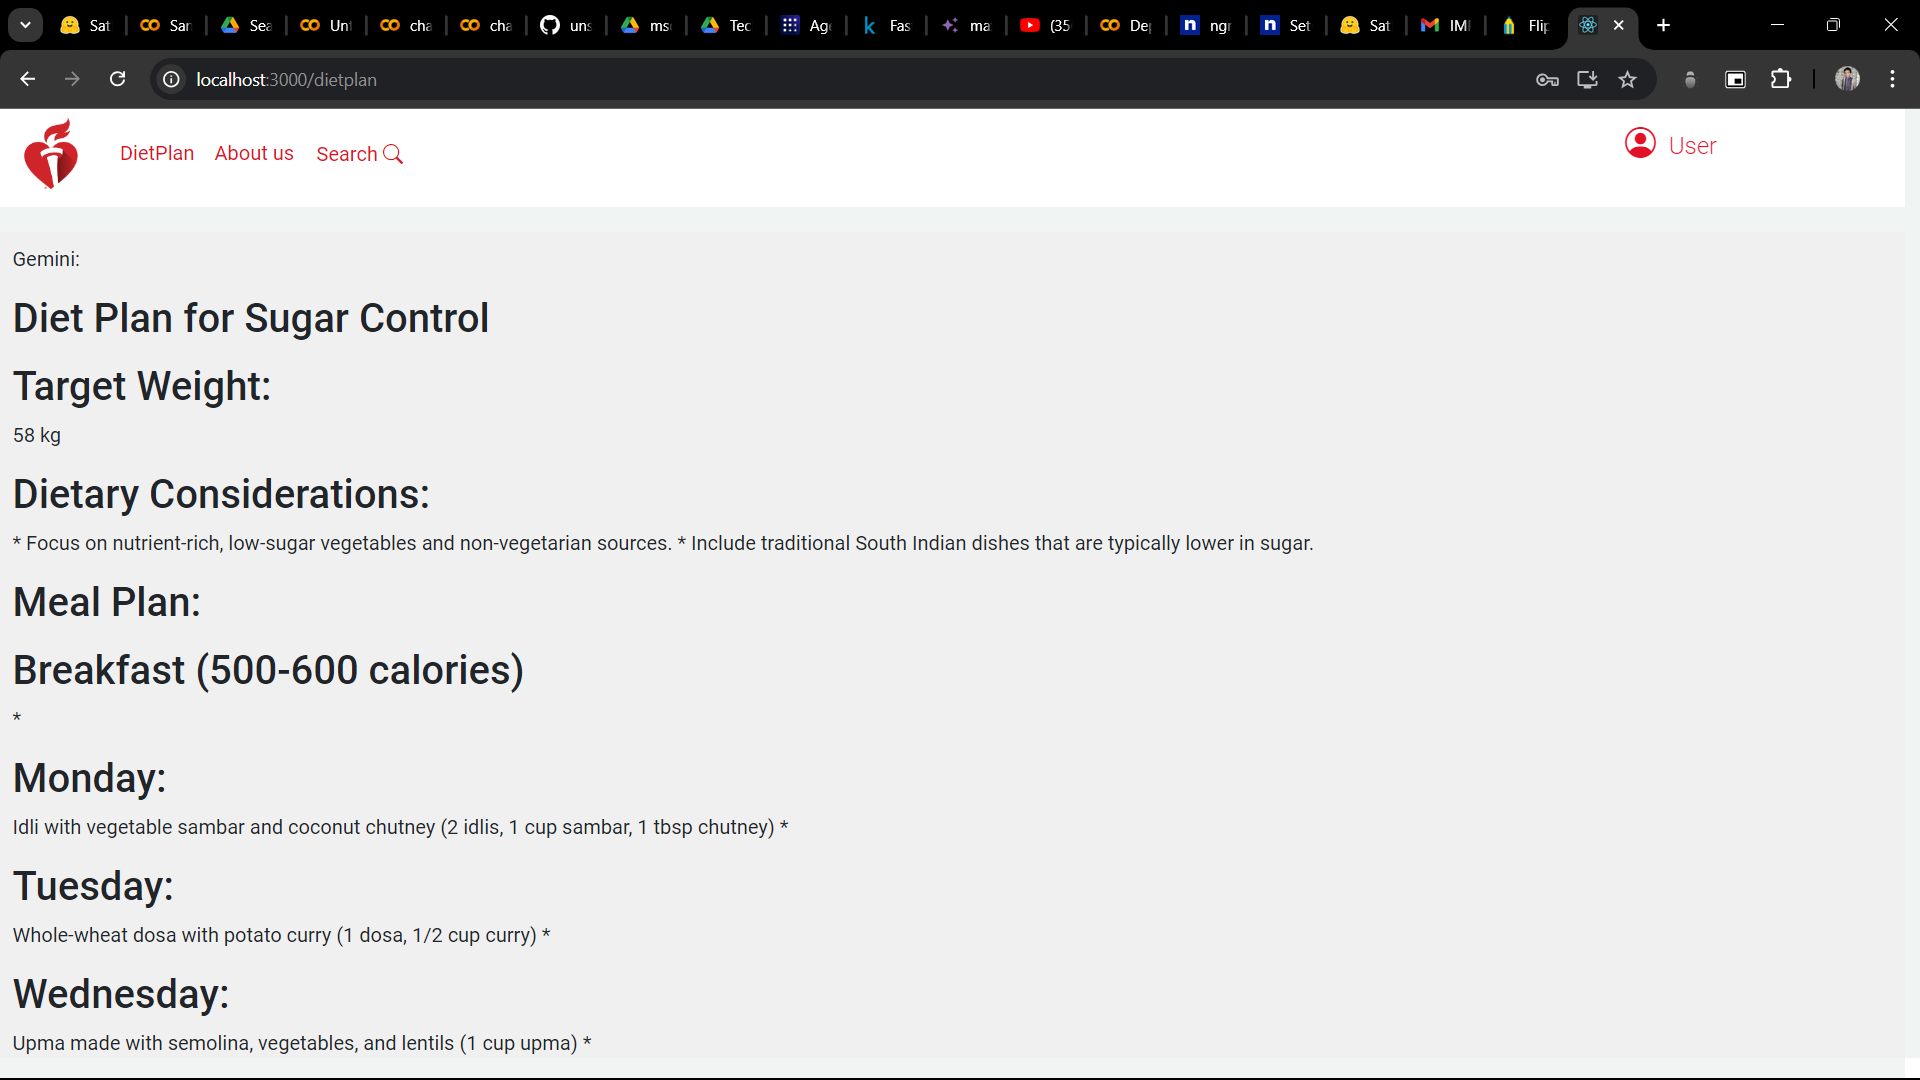 Sat
San
Sea
Unt
cha
cha
uns
ms
Tec
Age
Fas
ma
(35
Dep
ngr
Set
Sat
IM
Flip
localhost:3000/dietplan
DietPlan
About us
Search
User
Gemini:
Diet Plan for Sugar Control
Target Weight:
58 kg
Dietary Considerations:
* Focus on nutrient-rich, low-sugar vegetables and non-vegetarian sources. * Include traditional South Indian dishes that are typically lower in sugar.
Meal Plan:
Breakfast (500-600 calories)
*
Monday:
Idli with vegetable sambar and coconut chutney (2 idlis, 1 cup sambar, 1 tbsp chutney) *
Tuesday:
Whole-wheat dosa with potato curry (1 dosa, 1/2 cup curry) *
Wednesday:
Upma made with semolina, vegetables, and lentils (1 cup upma) *